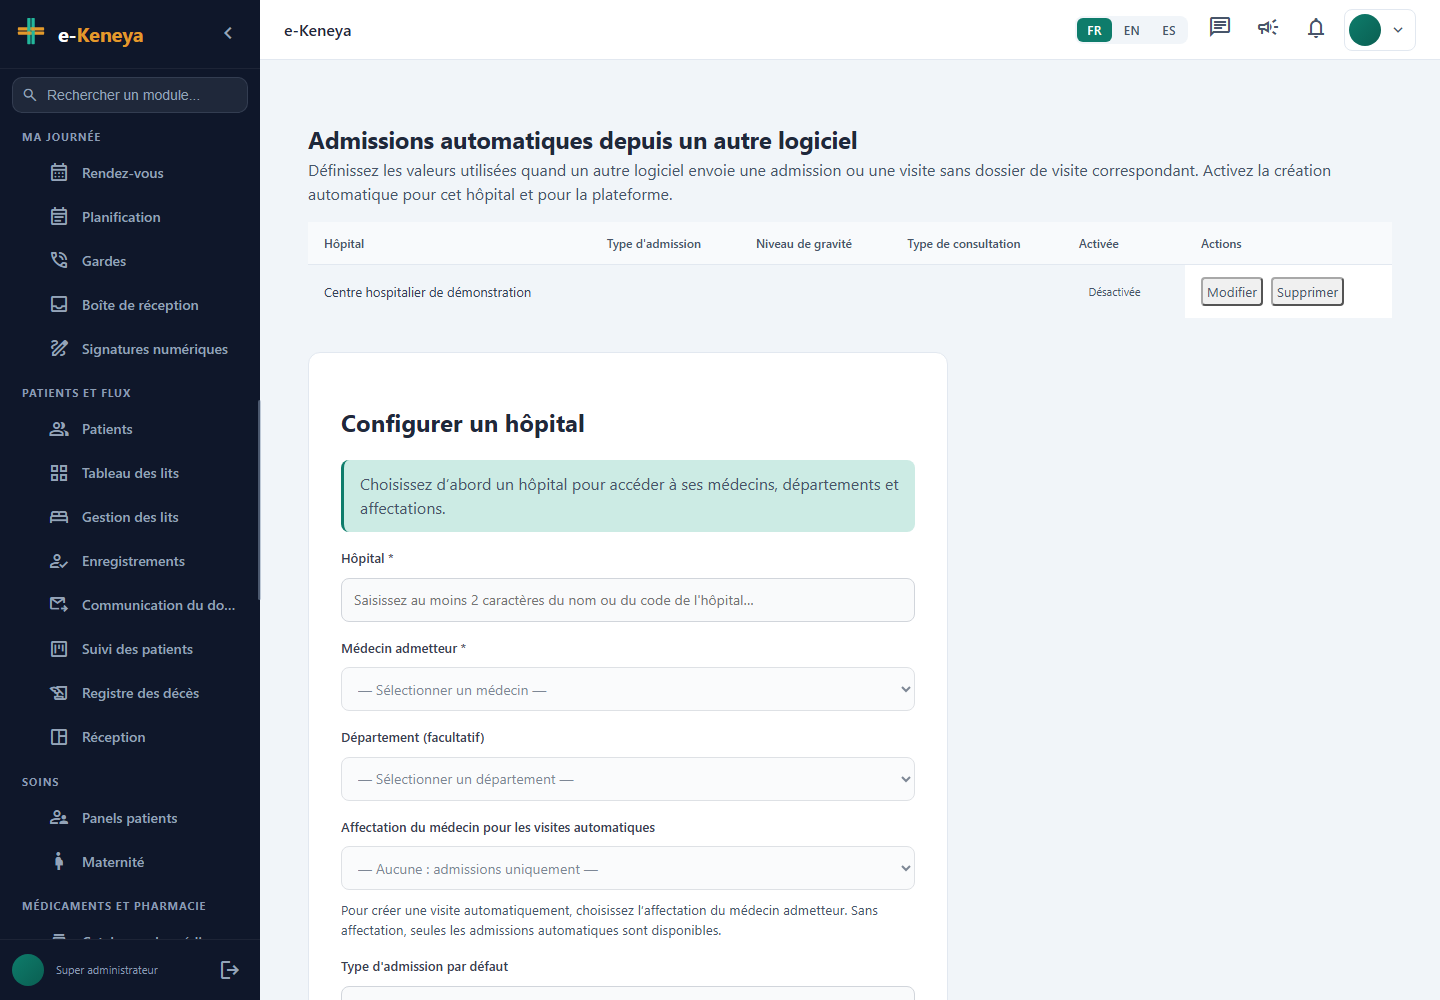 e-Keneya
Rechercher un module...
MA JOURNÉE
Rendez-vous
Planification
Gardes
Boîte de réception
Signatures numériques
PATIENTS ET FLUX
Patients
Tableau des lits
Gestion des lits
Enregistrements
Communication du do...
Suivi des patients
Registre des décès
Réception
SOINS
Panels patients
Maternité
MÉDICAMENTS ET PHARMACIE
Super administrateur
e-Keneya
FR EN ES
Admissions automatiques depuis un autre logiciel
Définissez les valeurs utilisées quand un autre logiciel envoie une admission ou une visite sans dossier de visite correspondant. Activez la création
automatique pour cet hôpital et pour la plateforme.
Hôpital Type d'admission Niveau de gravité Type de consultation Activée Actions
Centre hospitalier de démonstration Désactivée Modifier Supprimer
Configurer un hôpital
Choisissez d'abord un hôpital pour accéder à ses médecins, départements et
affectations.
Hôpital *
Saisissez au moins 2 caractères du nom ou du code de l'hôpital...
Médecin admetteur *
— Sélectionner un médecin —
Département (facultatif)
— Sélectionner un département —
Affectation du médecin pour les visites automatiques
— Aucune : admissions uniquement —
Pour créer une visite automatiquement, choisissez l'affectation du médecin admetteur. Sans
affectation, seules les admissions automatiques sont disponibles.
Type d'admission par défaut